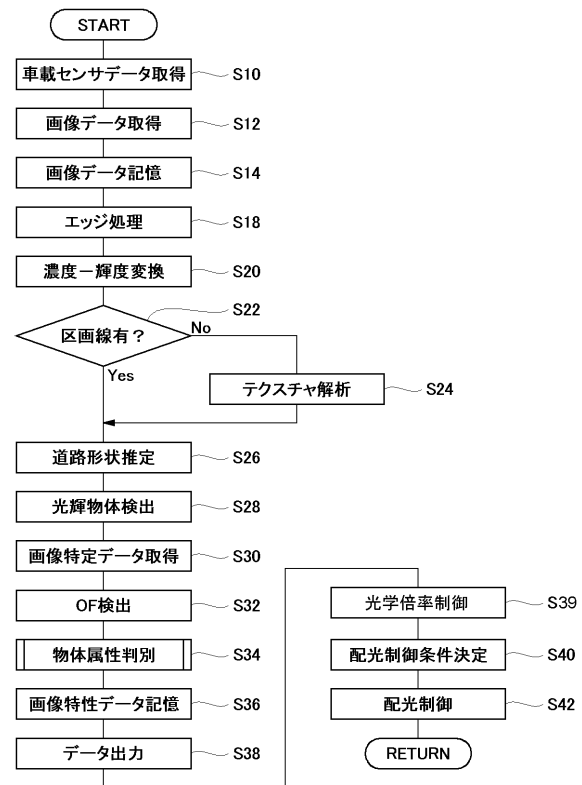 START
車載センサデータ取得 S10
画像データ取得 S12
画像データ記憶 S14
エッジ処理 S18
濃度－輝度変換 S20
区画線有？ S22
No
Yes
テクスチャ解析 S24
道路形状推定 S26
光輝物体検出 S28
画像特定データ取得 S30
OF検出 S32
物体属性判別 S34
画像特性データ記憶 S36
データ出力 S38
光学倍率制御 S39
配光制御条件決定 S40
配光制御 S42
RETURN